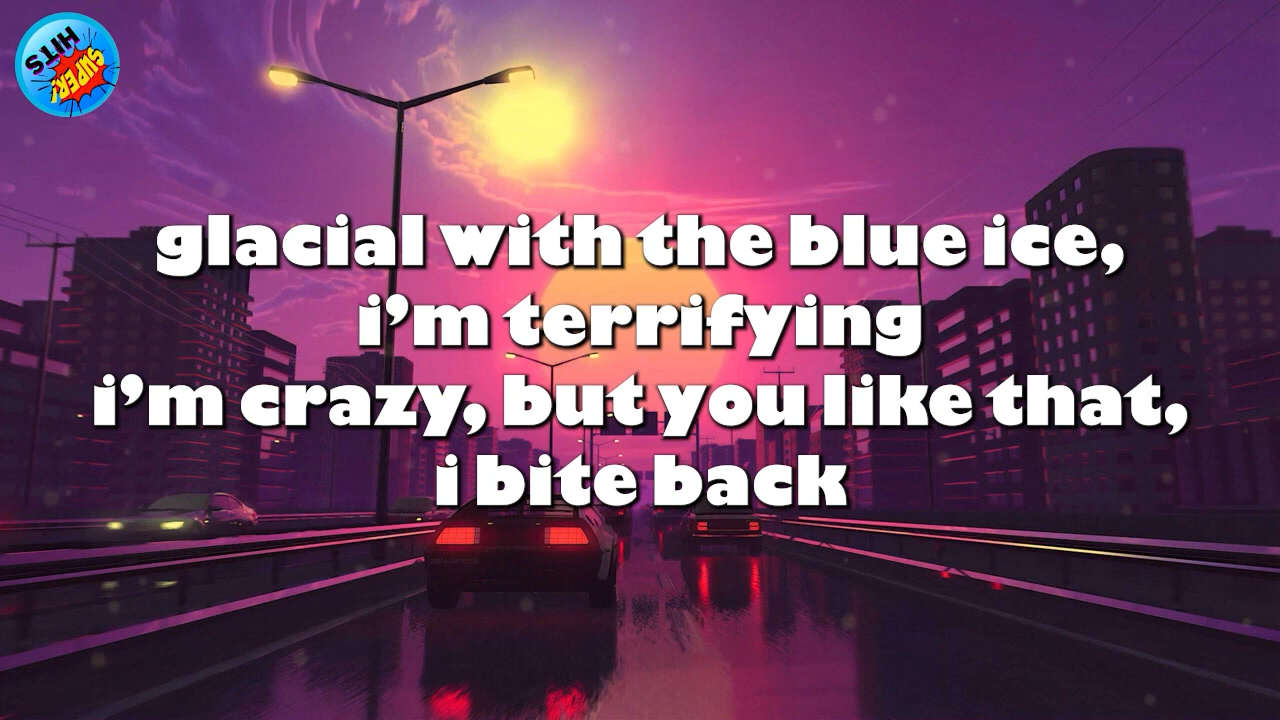 HITS
SUPER!
glacial with the blue ice,
i'm terrifying
i'm crazy, but you like that,
i bite back